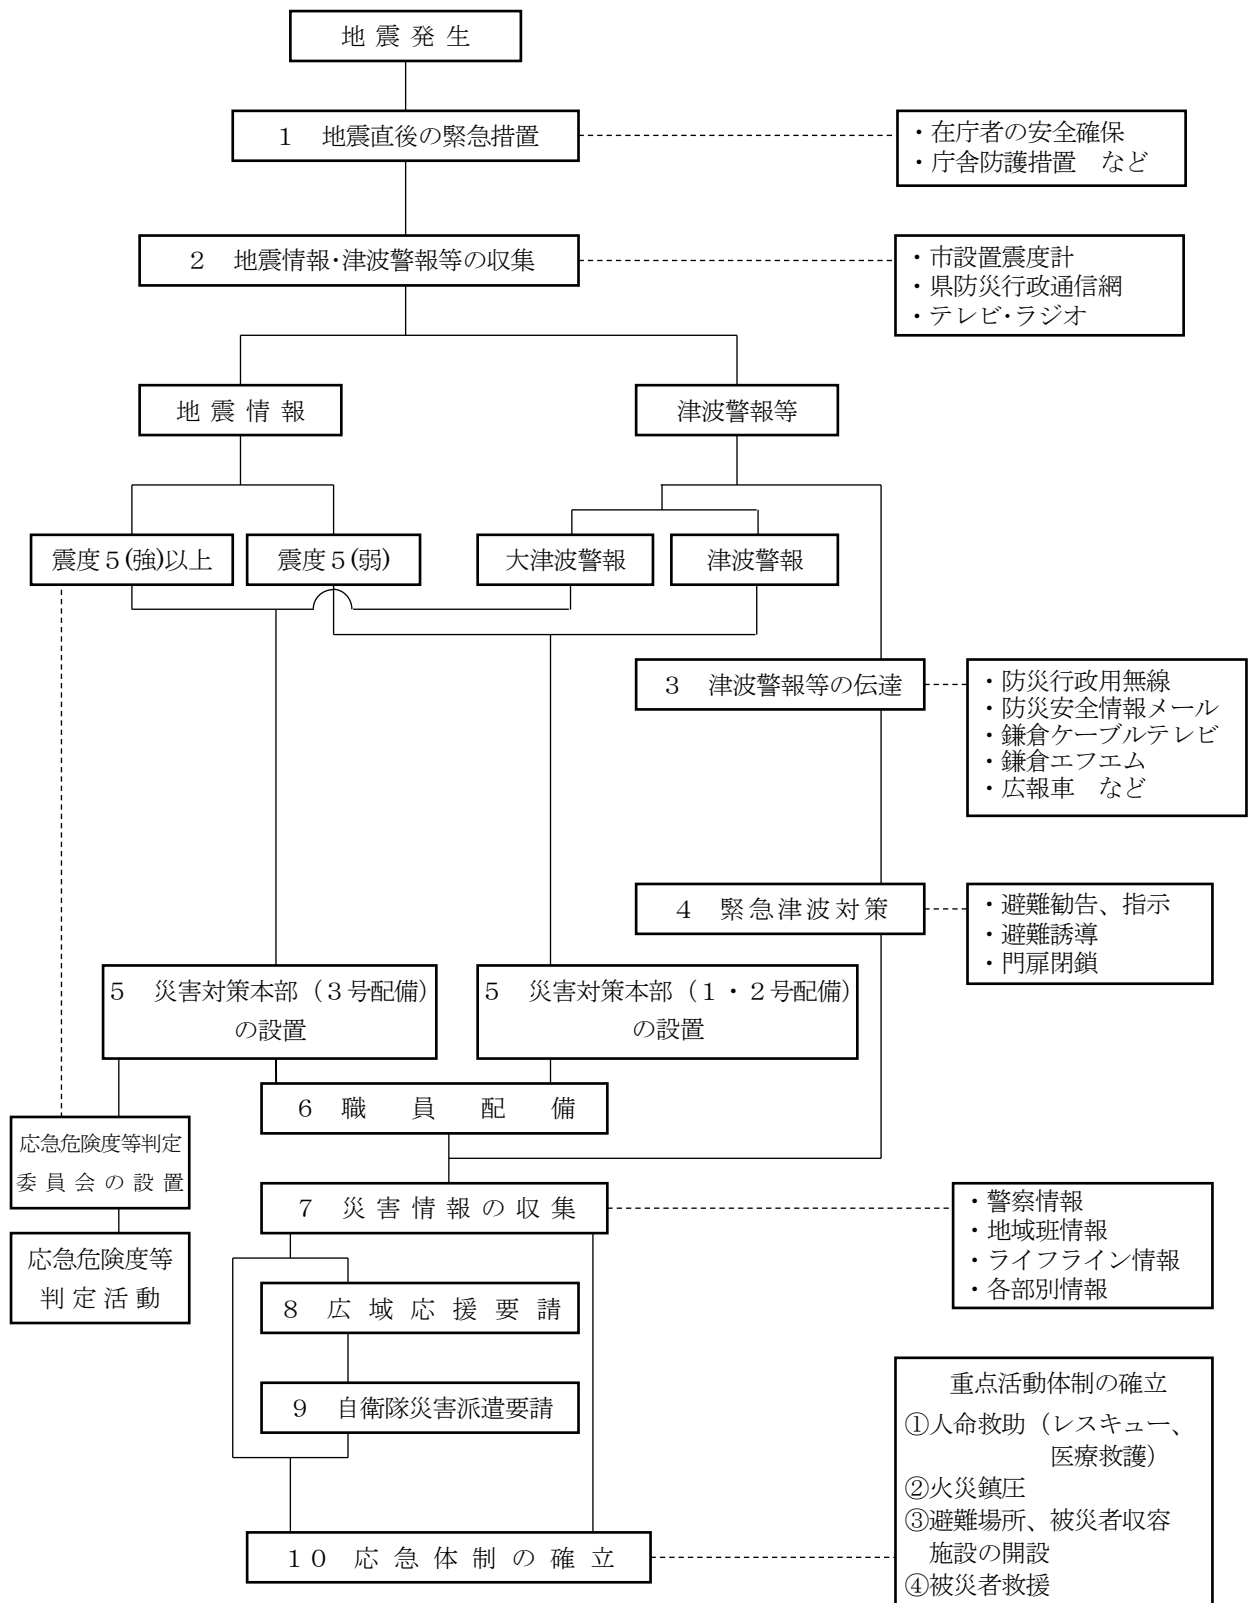 地震発生
1 地震直後の緊急措置
・在庁者の安全確保
・庁舎防護措置 など
2 地震情報・津波警報等の収集
・市設置震度計
・県防災行政通信網
・テレビ・ラジオ
地震情報
津波警報等
震度5(強)以上
震度5(弱)
大津波警報
津波警報
3 津波警報等の伝達
・防災行政用無線
・防災安全情報メール
・鎌倉ケーブルテレビ
・鎌倉エフエム
・広報車 など
4 緊急津波対策
・避難勧告、指示
・避難誘導
・門扉閉鎖
5 災害対策本部(3号配備)
の設置
5 災害対策本部(1・2号配備)
の設置
6 職員配備
応急危険度等判定
委員会の設置
7 災害情報の収集
・警察情報
・地域班情報
・ライフライン情報
・各部別情報
応急危険度等
判定活動
8 広域応援要請
9 自衛隊災害派遣要請
重点活動体制の確立
①人命救助(レスキュー、
医療救護)
②火災鎮圧
③避難場所、被災者収容
施設の開設
④被災者救援
10 応急体制の確立